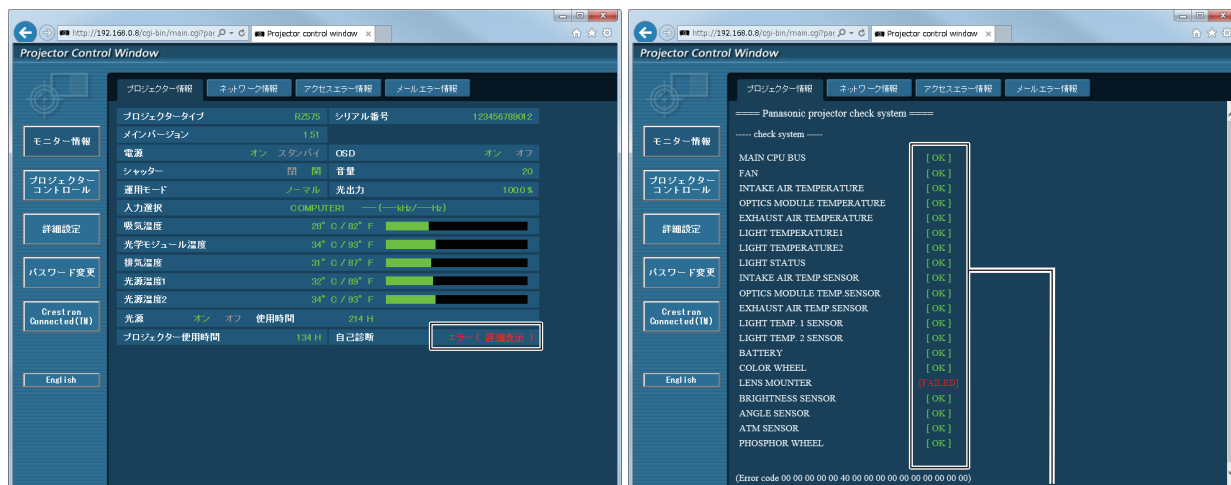 http://192.168.0.8/cgi-bin/main.cgi?par
Projector control window
Projector Control Window
プロジェクター情報 ネットワーク情報 アクセスエラー情報 メールエラー情報
モニター情報
プロジェクター
コントロール
詳細設定
パスワード変更
Crestron
Connected(TM)
English
プロジェクタータイプ RZ575 シリアル番号 123456789012
メインバージョン 1.51
電源 オン スタンバイ OSD オン オフ
シャッター 閉 開 音量 20
運用モード ノーマル 光出力 100.0%
入力選択 COMPUTER1 ---(---kHz/---Hz)
吸気温度 28° C / 82° F
光学モジュール温度 34° C / 93° F
排気温度 31° C / 87° F
光源温度1 32° C / 89° F
光源温度2 34° C / 93° F
光源 オン オフ 使用時間 214 H
プロジェクター使用時間 134 H 自己診断 エラー ( 詳細表示 )
http://192.168.0.8/cgi-bin/main.cgi?par
Projector control window
Projector Control Window
プロジェクター情報 ネットワーク情報 アクセスエラー情報 メールエラー情報
モニター情報
プロジェクター
コントロール
詳細設定
パスワード変更
Crestron
Connected(TM)
English
==== Panasonic projector check system ====
----- check system -----
MAIN CPU BUS [ OK ]
FAN [ OK ]
INTAKE AIR TEMPERATURE [ OK ]
OPTICS MODULE TEMPERATURE [ OK ]
EXHAUST AIR TEMPERATURE [ OK ]
LIGHT TEMPERATURE1 [ OK ]
LIGHT TEMPERATURE2 [ OK ]
LIGHT STATUS [ OK ]
INTAKE AIR TEMP.SENSOR [ OK ]
OPTICS MODULE TEMP.SENSOR [ OK ]
EXHAUST AIR TEMP.SENSOR [ OK ]
LIGHT TEMP. 1 SENSOR [ OK ]
LIGHT TEMP. 2 SENSOR [ OK ]
BATTERY [ OK ]
COLOR WHEEL [ OK ]
LENS MOUNTER [FAILED]
BRIGHTNESS SENSOR [ OK ]
ANGLE SENSOR [ OK ]
ATM SENSOR [ OK ]
PHOSPHOR WHEEL [ OK ]
(Error code 00 00 00 00 00 40 00 00 00 00 00 00 00 00 00 00)